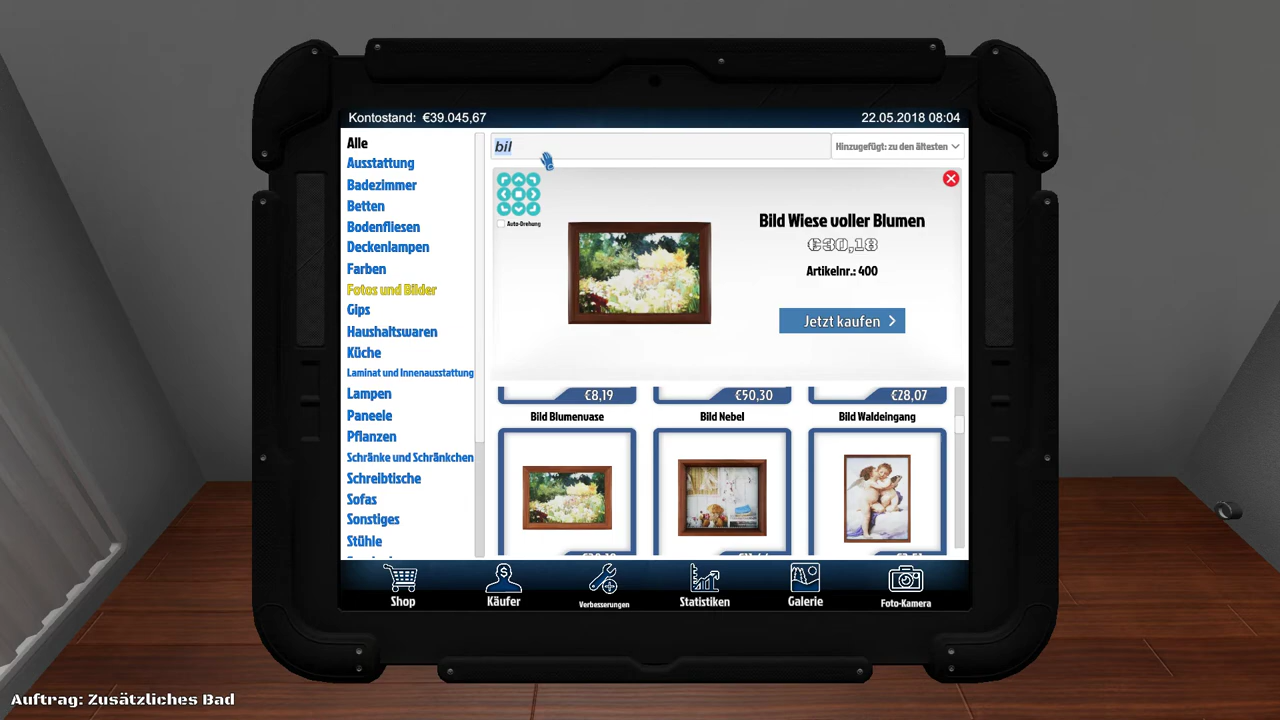 Kontostand: €39.045,67
22.05.2018 08:04
Alle
Ausstattung
Badezimmer
Betten
Bodenfliesen
Deckenlampen
Farben
Fotos und Bilder
Gips
Haushaltswaren
Küche
Laminat und Innenausstattung
Lampen
Paneele
Pflanzen
Schränke und Schränkchen
Schreibtische
Sofas
Sonstiges
Stühle
bil
Hinzugefügt: zu den ältesten
Auto-Drehung
Bild Wiese voller Blumen
€30,18
Artikelnr.: 400
Jetzt kaufen
€8,19
€50,30
€28,07
Bild Blumenvase
Bild Nebel
Bild Waldeingang
Shop
Käufer
Verbesserungen
Statistiken
Galerie
Foto-Kamera
Auftrag: Zusätzliches Bad